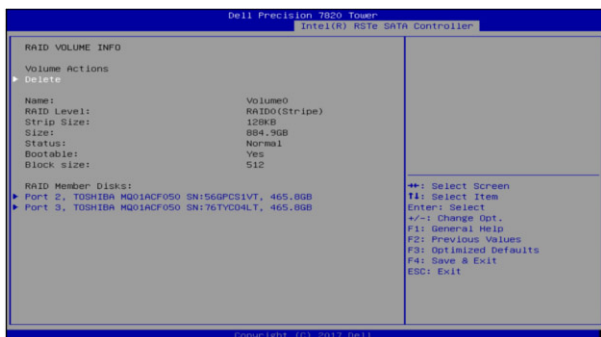 Dell Precision 7820 Tower
Intel(R) RSTe SATA Controller
RAID VOLUME INFO
Volume Actions
Delete
Name: Volume0
RAID Level: RAID0(Stripe)
Strip Size: 128KB
Size: 884.9GB
Status: Normal
Bootable: Yes
Block size: 512
RAID Member Disks:
Port 2, TOSHIBA MQ01ACF050 SN:56GPCS1VT, 465.8GB
Port 3, TOSHIBA MQ01ACF050 SN:76TYC04LT, 465.8GB
→←: Select Screen
↑↓: Select Item
Enter: Select
+/-: Change Opt.
F1: General Help
F2: Previous Values
F3: Optimized Defaults
F4: Save & Exit
ESC: Exit
Copyright (C) 2017 Dell